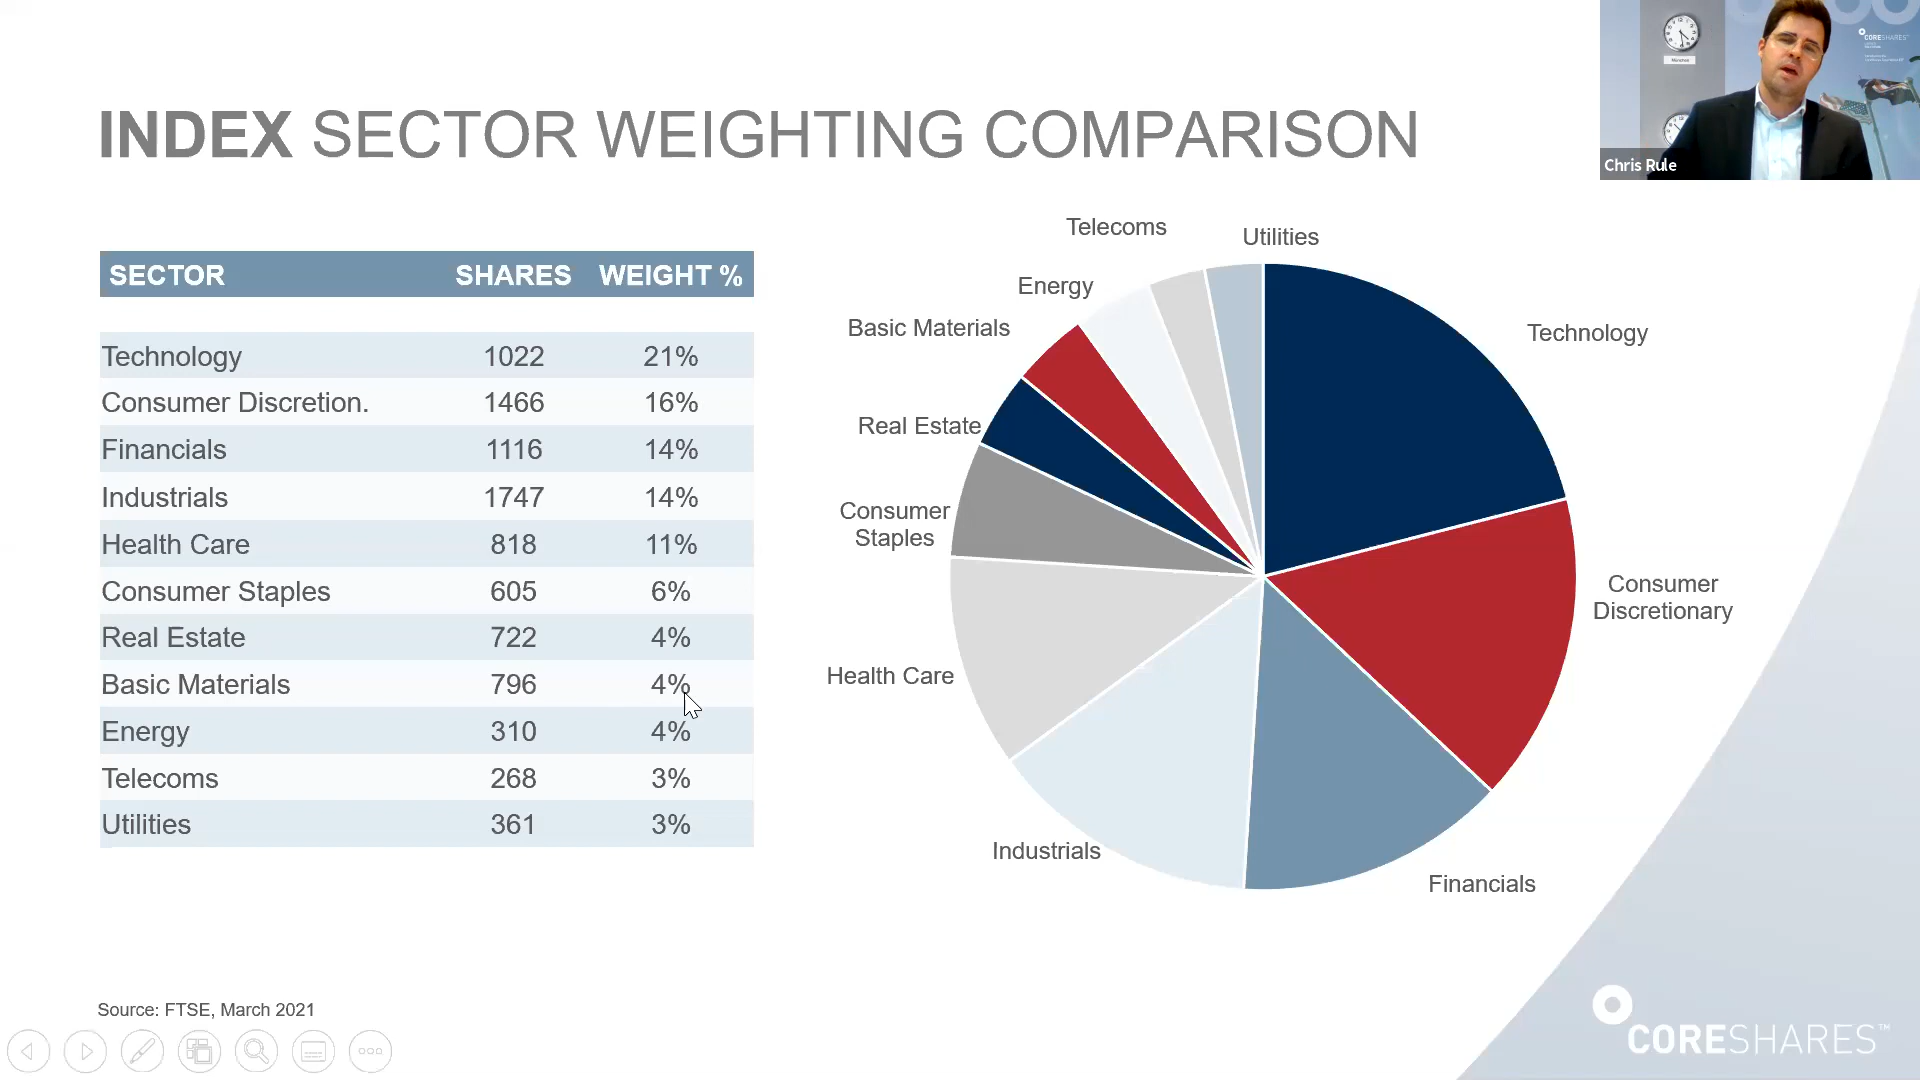 INDEX SECTOR WEIGHTING COMPARISON
Chris Rule
CORESHARES
SECTOR SHARES WEIGHT %
Technology 1022 21%
Consumer Discretion. 1466 16%
Financials 1116 14%
Industrials 1747 14%
Health Care 818 11%
Consumer Staples 605 6%
Real Estate 722 4%
Basic Materials 796 4%
Energy 310 4%
Telecoms 268 3%
Utilities 361 3%
Telecoms
Utilities
Energy
Basic Materials
Technology
Real Estate
Consumer
Staples
Consumer
Discretionary
Health Care
Industrials
Financials
Source: FTSE, March 2021
CORESHARES™